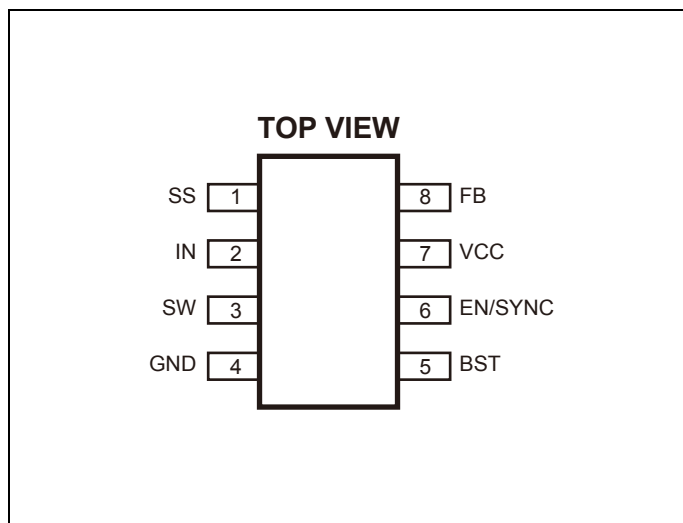 TOP VIEW
SS 1 8 FB
IN 2 7 VCC
SW 3 6 EN/SYNC
GND 4 5 BST